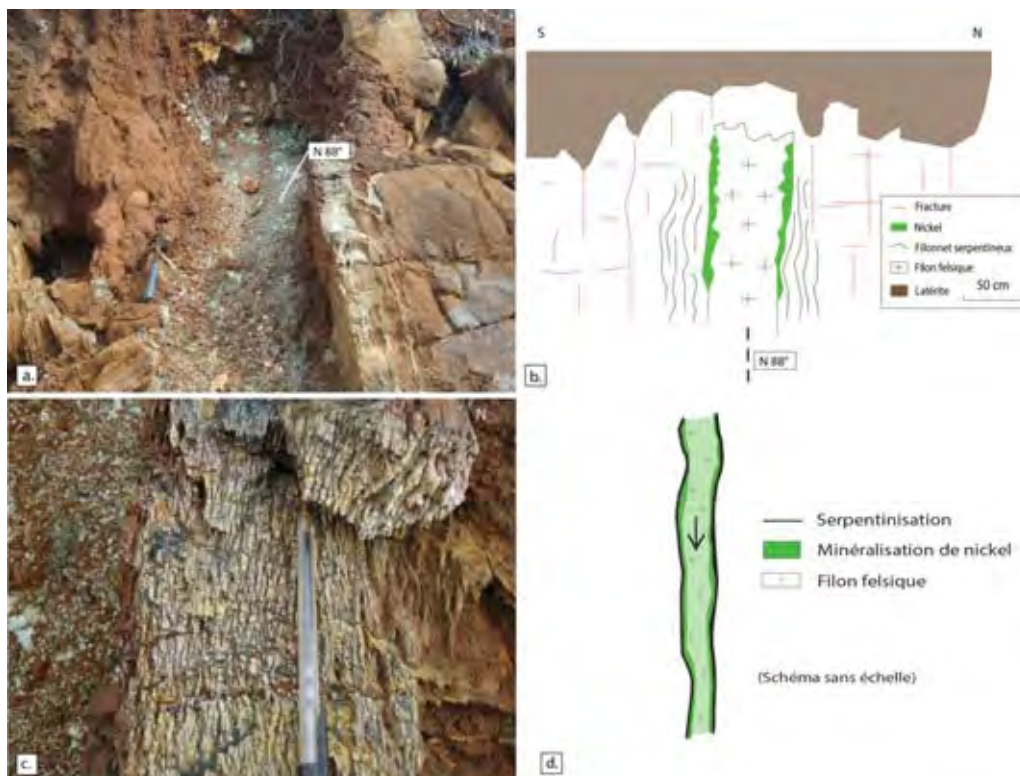 S
N
N 88°
a.
S
N
Fracture
Nickel
Filonnet serpentineux
Filon felsique
Latérite
50 cm
N 88°
b.
N
c.
Serpentinisation
Minéralisation de nickel
Filon felsique
(Schéma sans échelle)
d.